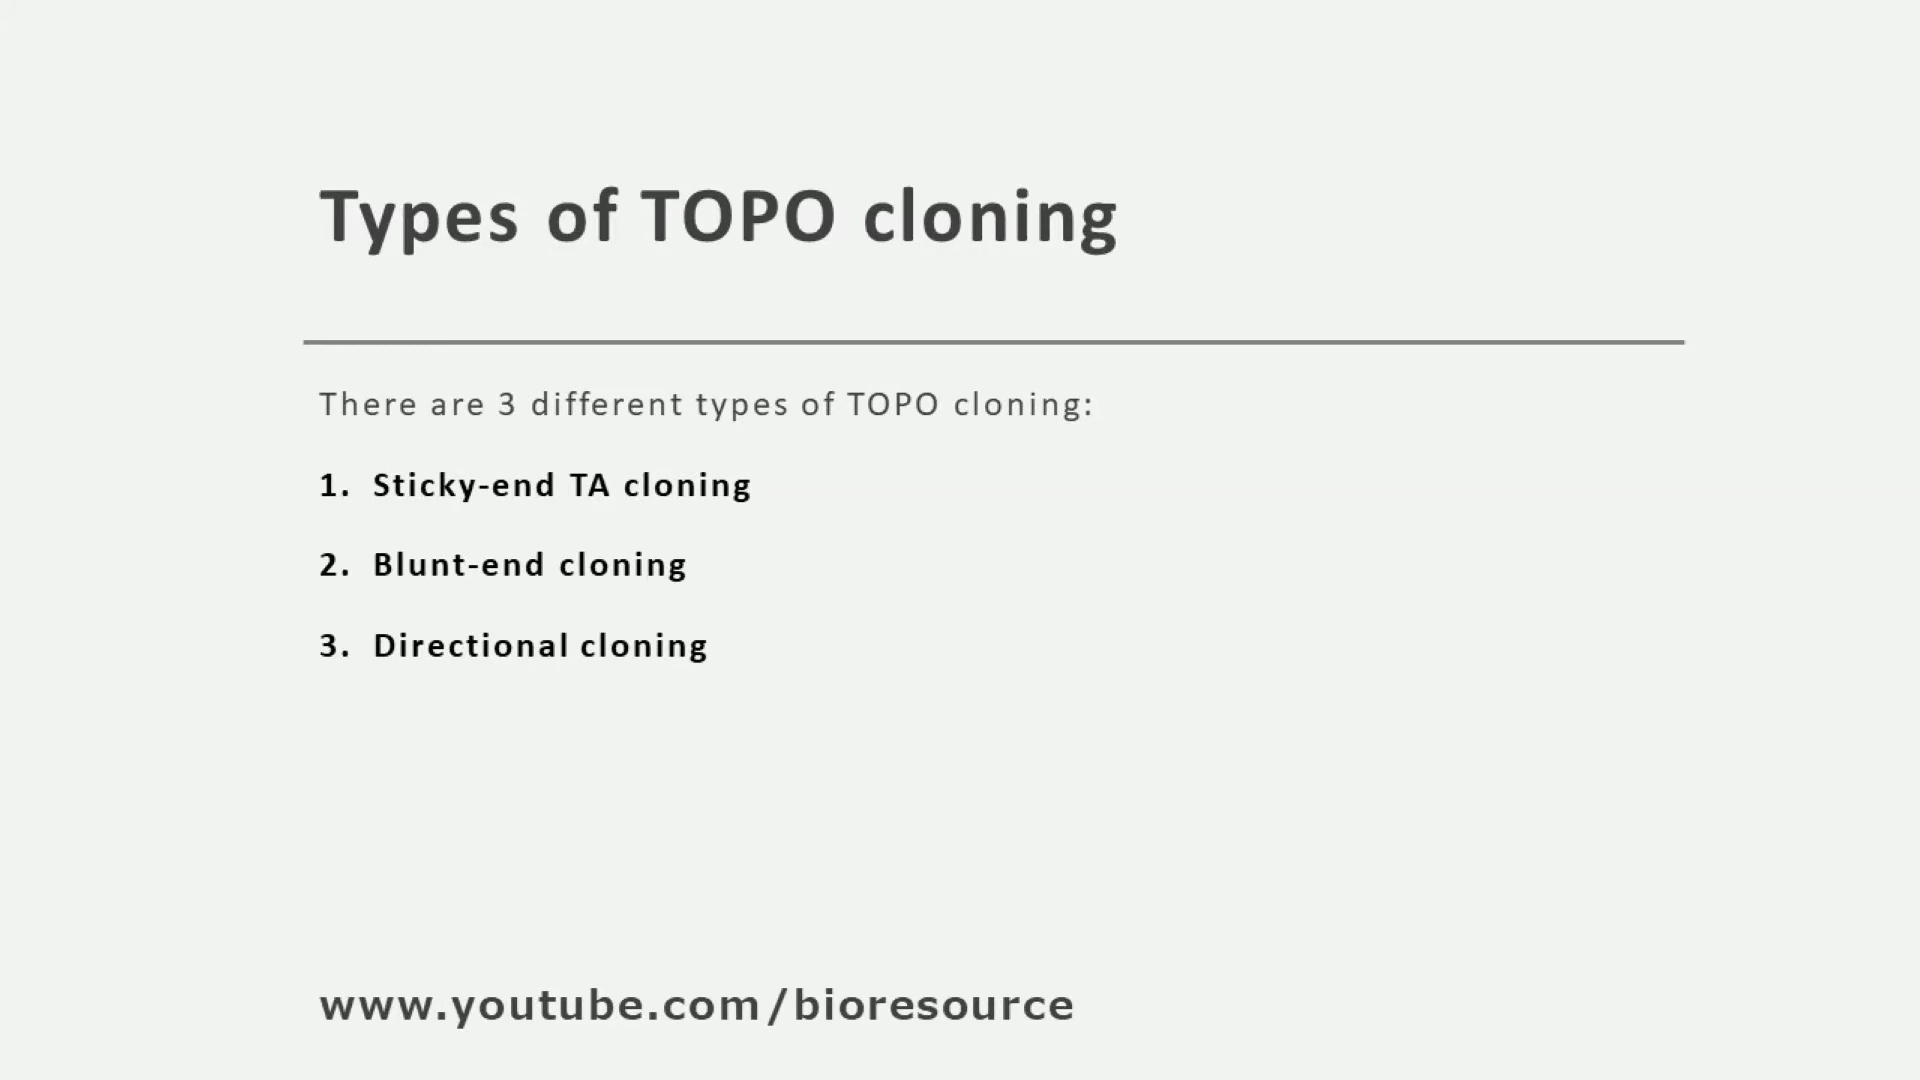 Types of TOPO cloning
There are 3 different types of TOPO cloning:
1. Sticky-end TA cloning
2. Blunt-end cloning
3. Directional cloning
www.youtube.com/bioresource